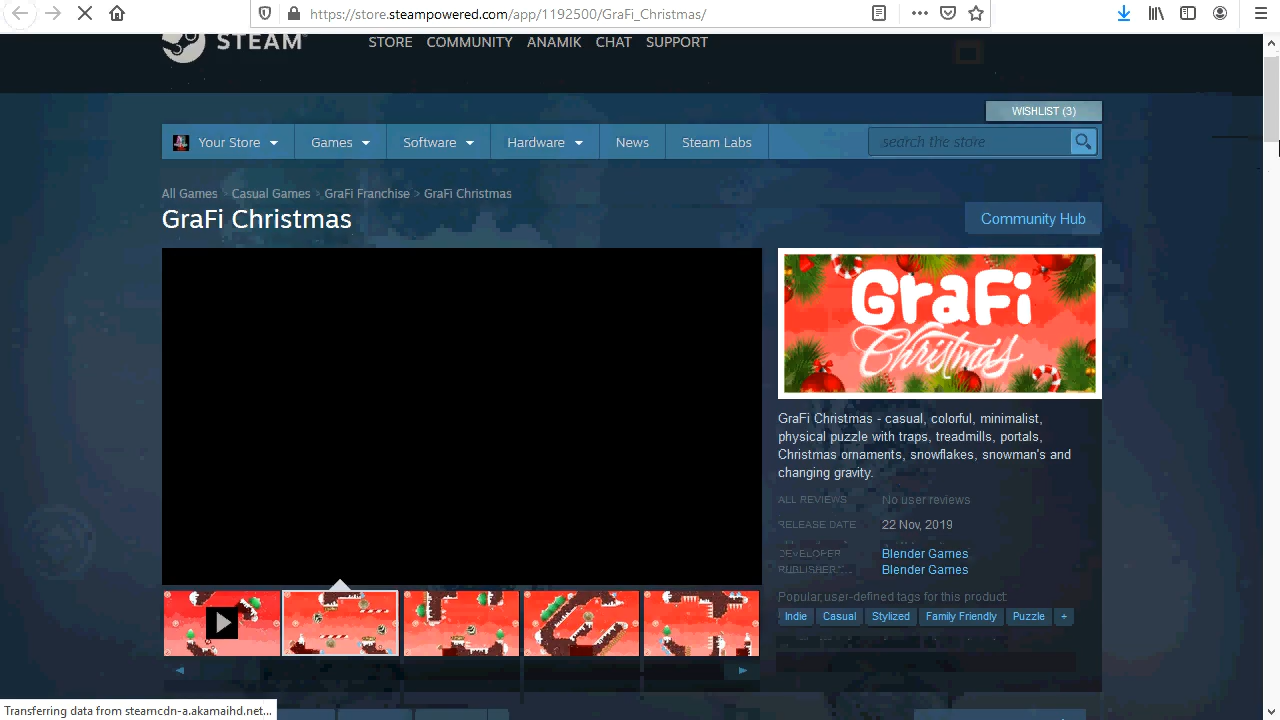 https://store.steampowered.com/app/1192500/GraFi_Christmas/
STEAM
STORE COMMUNITY ANAMIK CHAT SUPPORT
WISHLIST (3)
Your Store Games Software Hardware News Steam Labs search the store
All Games > Casual Games > GraFi Franchise > GraFi Christmas
GraFi Christmas
Community Hub
GraFi
Christmas
GraFi Christmas - casual, colorful, minimalist,
physical puzzle with traps, treadmills, portals,
Christmas ornaments, snowflakes, snowman's and
changing gravity.
ALL REVIEWS No user reviews
RELEASE DATE 22 Nov, 2019
DEVELOPER Blender Games
PUBLISHER Blender Games
Popular user-defined tags for this product:
Indie Casual Stylized Family Friendly Puzzle +
Transferring data from steamcdn-a.akamaihd.net...